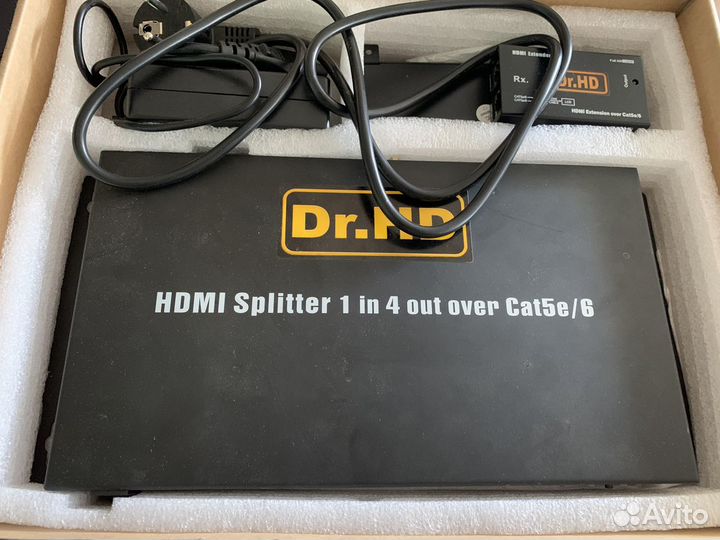 HDMI Extender
Rx.
Dr.HD
Output
HDMI Extension over Cat5e/6
Dr.HD
HDMI Splitter 1 in 4 out over Cat5e/6
Avito